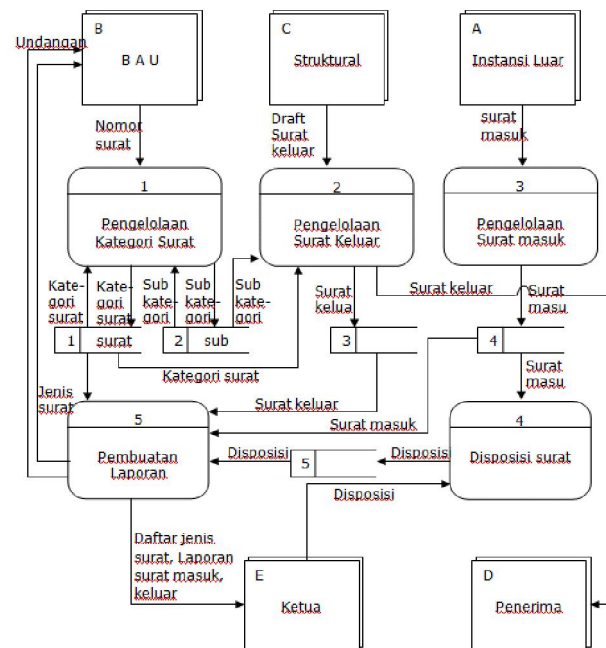 B
B A U
C
Struktural
A
Instansi Luar
Undangan
Nomor
surat
Draft
Surat
keluar
surat
masuk
1
Pengelolaan
Kategori Surat
2
Pengelolaan
Surat Keluar
3
Pengelolaan
Surat masuk
Kate-
gori
surat
Kate-
gori
surat
Sub
kate-
gori
Sub
kate-
gori
Sub
kate-
gori
Surat
kelua
Surat keluar
Surat
masu
1
surat
2
sub
3
4
Kategori surat
Surat
masu
Jenis
surat
Surat keluar
Surat masuk
5
Pembuatan
Laporan
Disposisi
5
Disposisi
4
Disposisi surat
Disposisi
Daftar jenis
surat, Laporan
surat masuk,
keluar
E
Ketua
D
Penerima